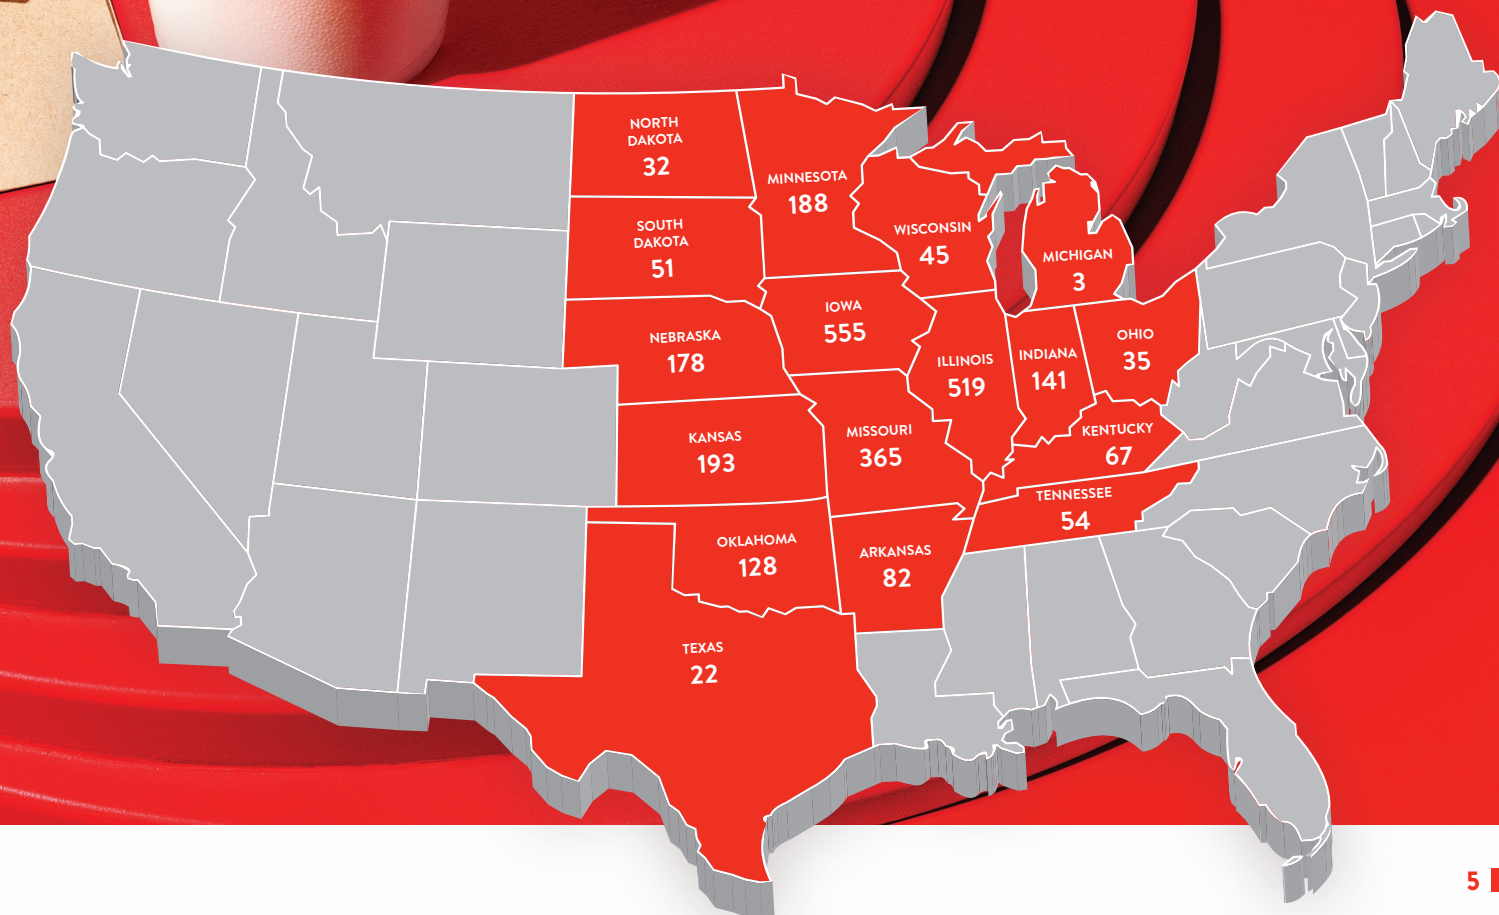 NORTH
DAKOTA
32
MINNESOTA
188
SOUTH
DAKOTA
51
WISCONSIN
45
MICHIGAN
3
IOWA
555
NEBRASKA
178
ILLINOIS
519
INDIANA
141
OHIO
35
KANSAS
193
MISSOURI
365
KENTUCKY
67
TENNESSEE
54
OKLAHOMA
128
ARKANSAS
82
TEXAS
22
5